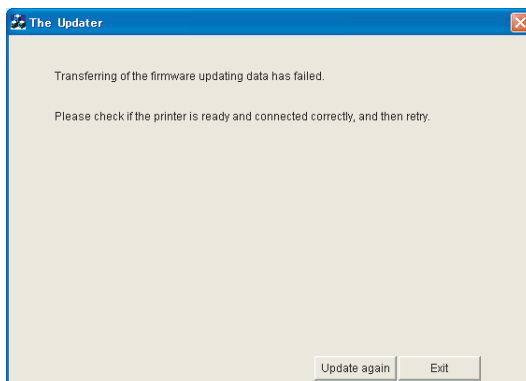 The Updater
Transferring of the firmware updating data has failed.
Please check if the printer is ready and connected correctly, and then retry.
Update again
Exit